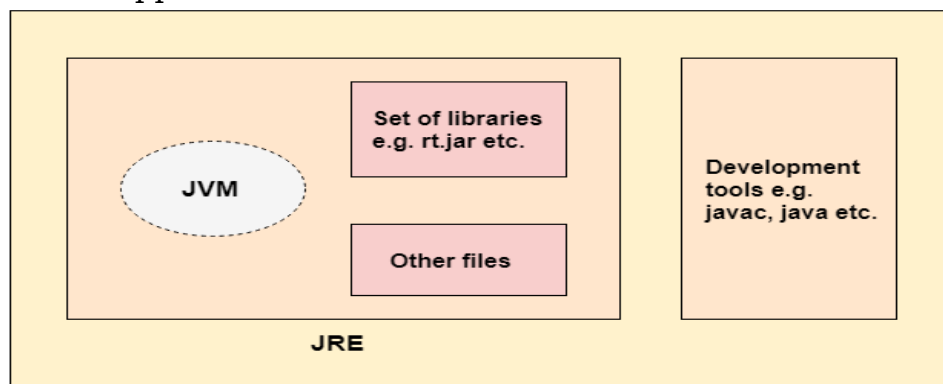 JVM
Set of libraries
e.g. rt.jar etc.
Other files
JRE
Development
tools e.g.
javac, java etc.